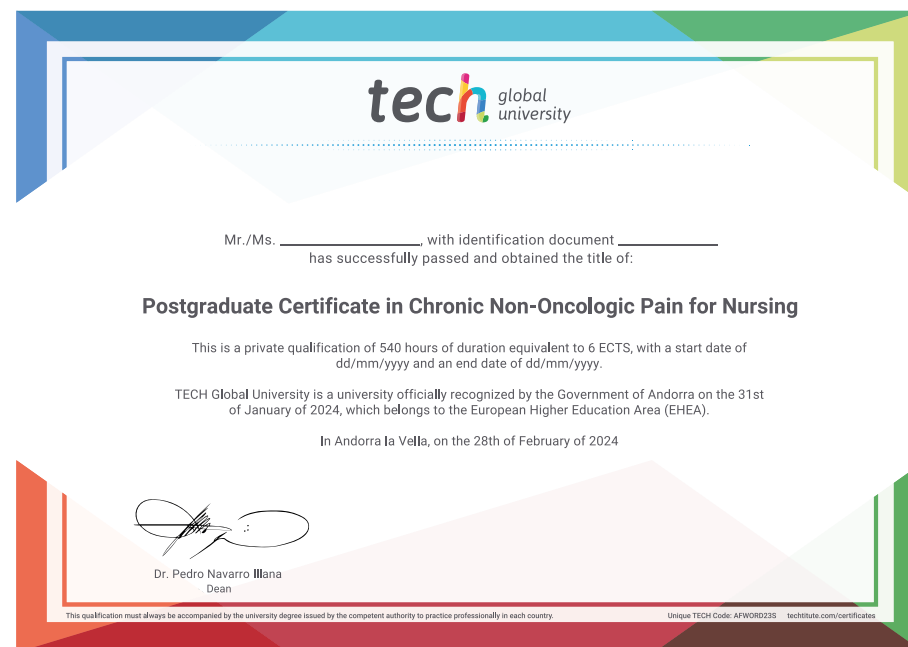 tech global university
Mr./Ms. ____________________, with identification document ______________
has successfully passed and obtained the title of:
Postgraduate Certificate in Chronic Non-Oncologic Pain for Nursing
This is a private qualification of 540 hours of duration equivalent to 6 ECTS, with a start date of
dd/mm/yyyy and an end date of dd/mm/yyyy.
TECH Global University is a university officially recognized by the Government of Andorra on the 31st
of January of 2024, which belongs to the European Higher Education Area (EHEA).
In Andorra la Vella, on the 28th of February of 2024
Dr. Pedro Navarro Illana
Dean
This qualification must always be accompanied by the university degree issued by the competent authority to practice professionally in each country.
Unique TECH Code: AFWORD23S techtitute.com/certificates